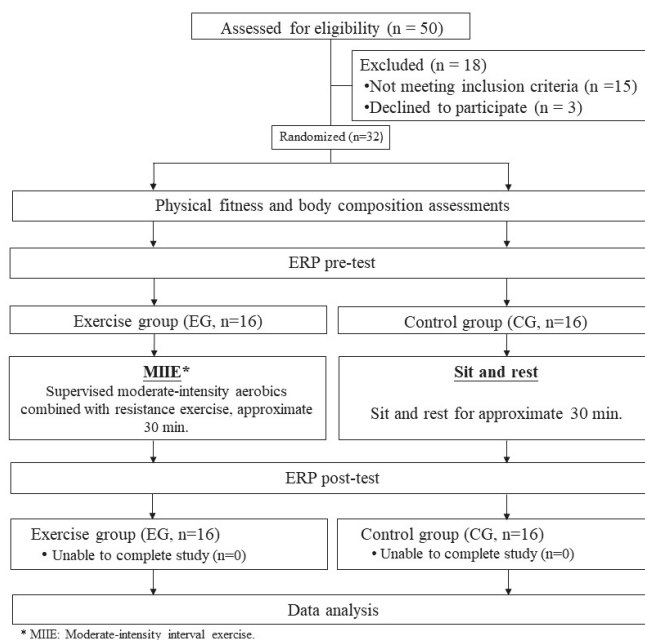 Assessed for eligibility (n = 50)
Excluded (n = 18)
•Not meeting inclusion criteria (n =15)
•Declined to participate (n = 3)
Randomized (n=32)
Physical fitness and body composition assessments
ERP pre-test
Exercise group (EG, n=16)
Control group (CG, n=16)
MIIE*
Supervised moderate-intensity aerobics
combined with resistance exercise, approximate
30 min.
Sit and rest
Sit and rest for approximate 30 min.
ERP post-test
Exercise group (EG, n=16)
• Unable to complete study (n=0)
Control group (CG, n=16)
• Unable to complete study (n=0)
Data analysis
* MIIE: Moderate-intensity interval exercise.